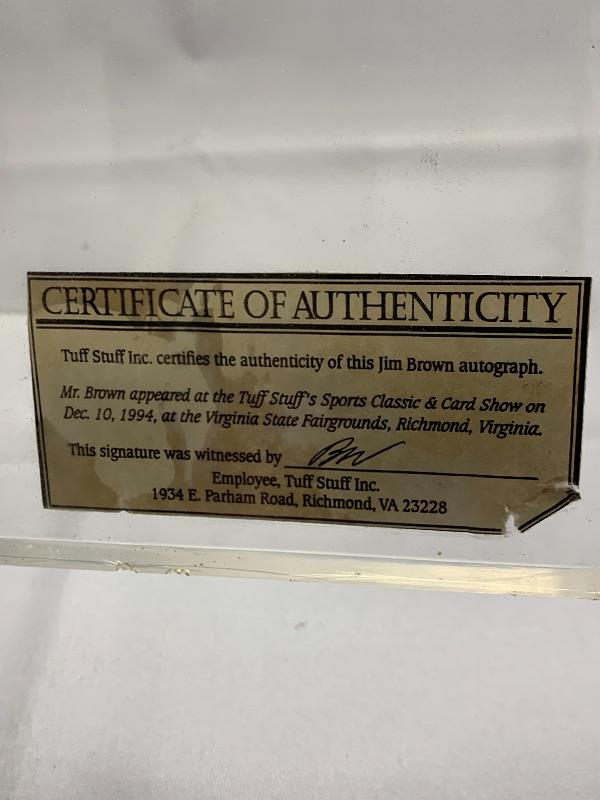 CERTIFICATE OF AUTHENTICITY
Tuff Stuff Inc. certifies the authenticity of this Jim Brown autograph.
Mr. Brown appeared at the Tuff Stuff's Sports Classic & Card Show on
Dec. 10, 1994, at the Virginia State Fairgrounds, Richmond, Virginia.
This signature was witnessed by
Employee, Tuff Stuff Inc.
1934 E. Parham Road, Richmond, VA 23228